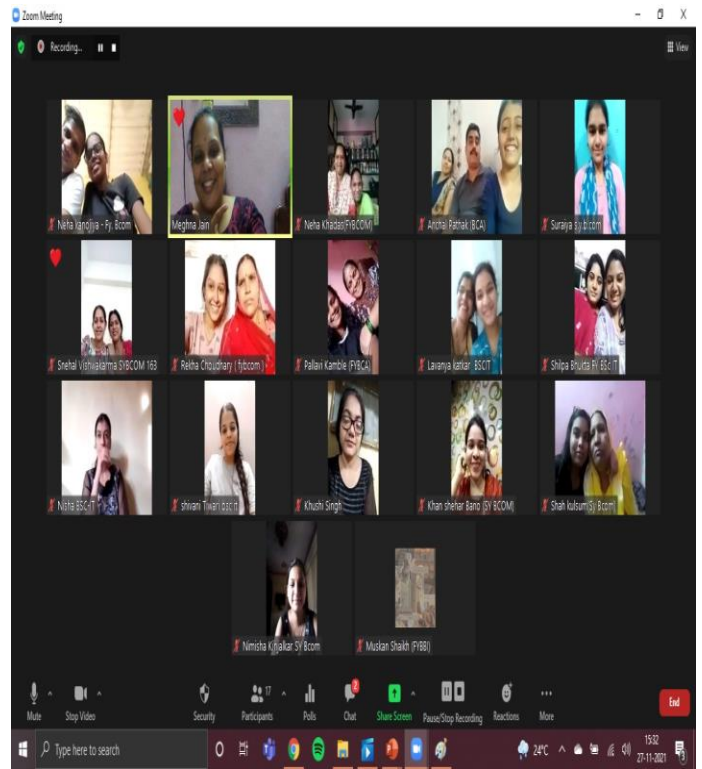 Zoom Meeting
Recording...
View
Neha kanojiya - Fy. Bcom
Meghna Jain
Neha Khadas(FYBCOM)
Anchal Pathak (BCA)
Suraiya s.y.b.com
Snehal Vishwakarma SYBCOM 163
Rekha Choudhary ( fybcom )
Pallavi Kamble (FYBCA)
Lavanya katkar BSCIT
Shilpa Bhukta FY BSc.IT
Nisha BSC-IT
shivani Tiwari bsc it
Khushi Singh
Khan shehar Bano (SY BCOM)
Shah kulsum(Sy Bcom)
Nimisha Kinjalkar SY Bcom
Muskan Shaikh (FYBBI)
Mute
Stop Video
Security
17
Participants
Polls
2
Chat
Share Screen
Pause/Stop Recording
Reactions
More
End
Type here to search
24°C
15:32
27-11-2021